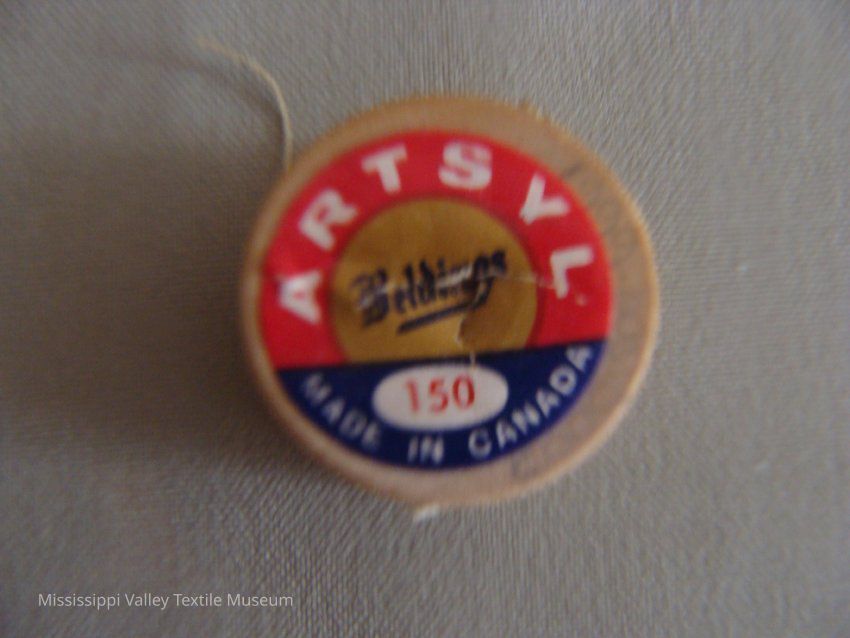 ARTSYL
Beldings
150
MADE IN CANADA
Mississippi Valley Textile Museum